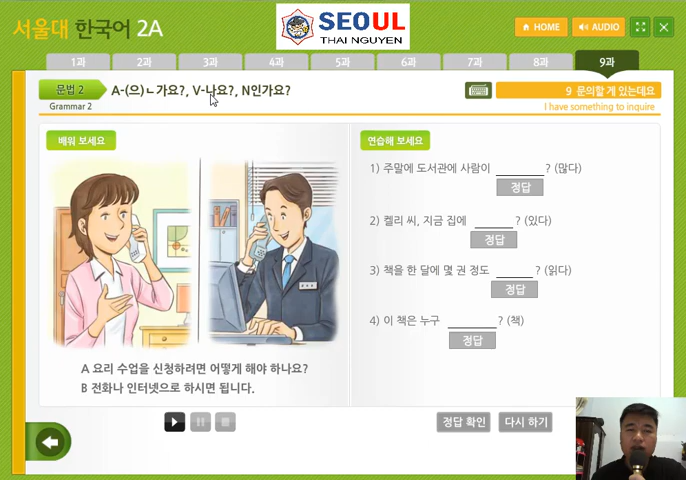 서울대 한국어 2A
SEOUL
THAI NGUYEN
HOME
AUDIO
1과 2과 3과 4과 5과 6과 7과 8과 9과
문법 2
Grammar 2
A-(으)ㄴ가요?, V-나요?, N인가요?
9 문의할 게 있는데요
I have something to inquire
배워 보세요
A 요리 수업을 신청하려면 어떻게 해야 하나요?
B 전화나 인터넷으로 하시면 됩니다.
연습해 보세요
1) 주말에 도서관에 사람이 ______? (많다)
정답
2) 켈리 씨, 지금 집에 ______? (있다)
정답
3) 책을 한 달에 몇 권 정도 ______? (읽다)
정답
4) 이 책은 누구 ______? (책)
정답
정답 확인
다시 하기